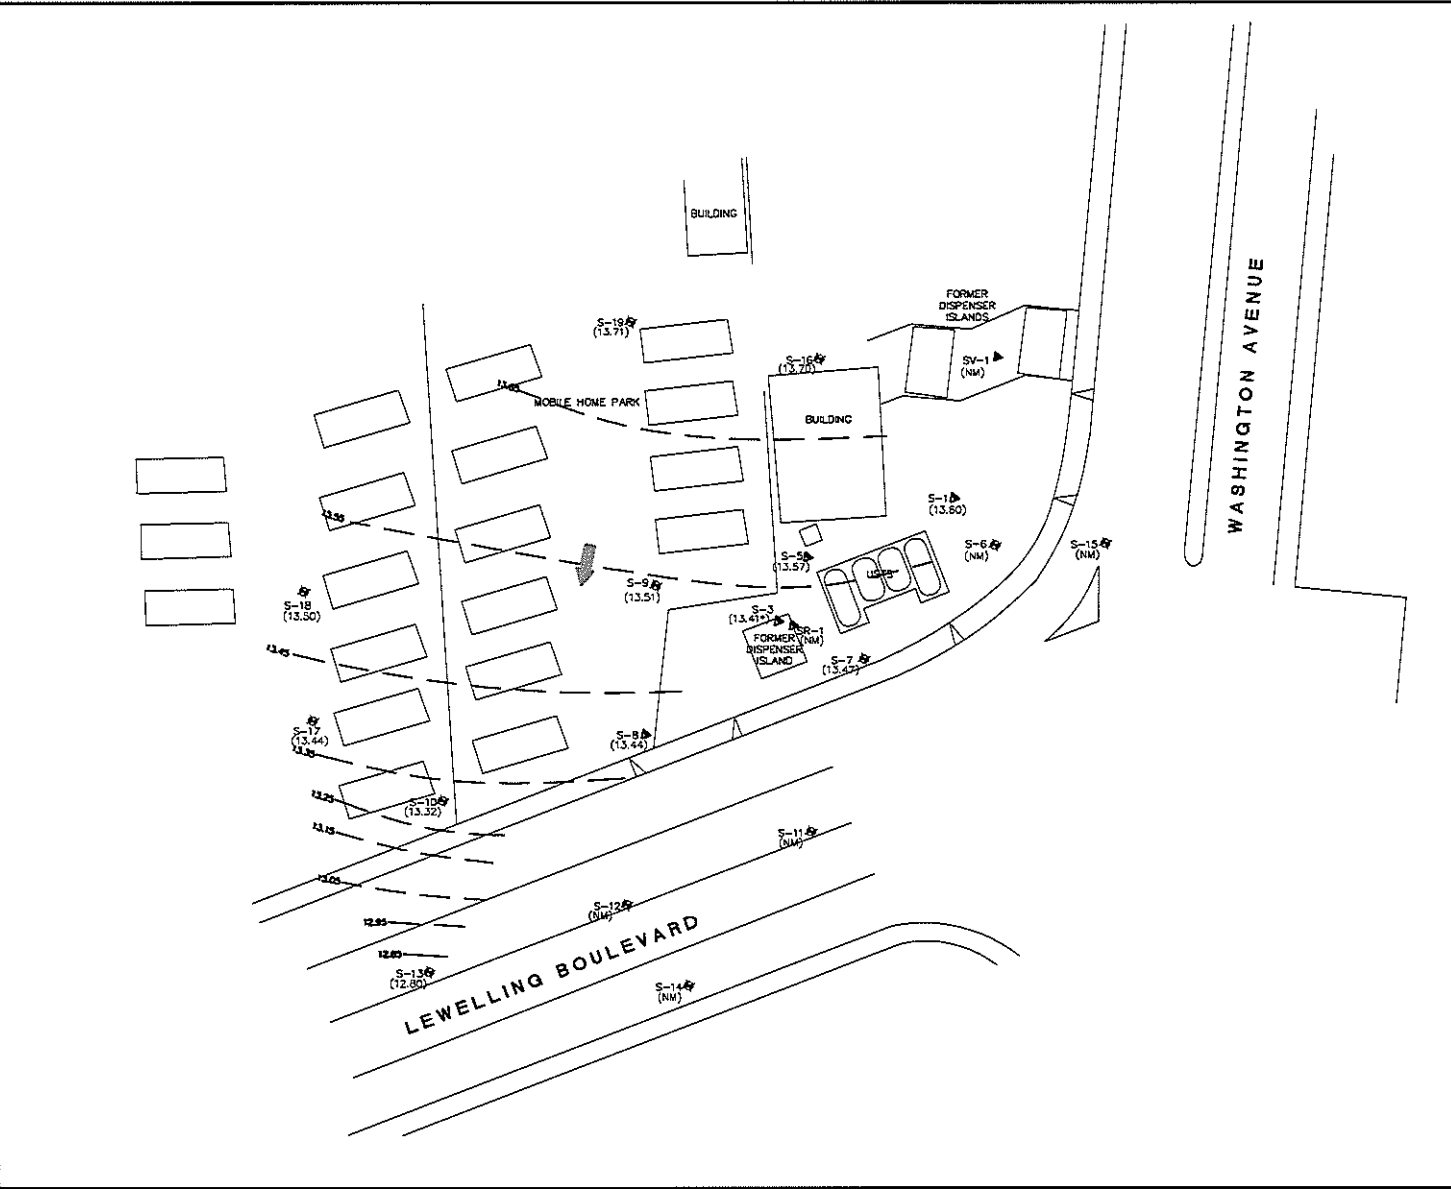 BUILDING
FORMER
DISPENSER
ISLANDS
S-19
(13.71)
S-16
(13.70)
SV-1
(NM)
13.65
MOBILE HOME PARK
BUILDING
WASHINGTON AVENUE
13.55
(13.60)
S-5
(13.57)
S-6
(NM)
S-15
(NM)
USTS
S-9
(13.51)
S-18
(13.50)
S-3
(13.41*)
SR-1
(NM)
FORMER
DISPENSER
ISLAND
S-7
(13.47)
13.45
S-17
(13.44)
S-8
(13.44)
13.35
13.25
S-10
(13.32)
13.15
S-11
(NM)
13.05
S-12
(NM)
12.95
12.85
S-13
(12.80)
LEWELLING BOULEVARD
S-14
(NM)